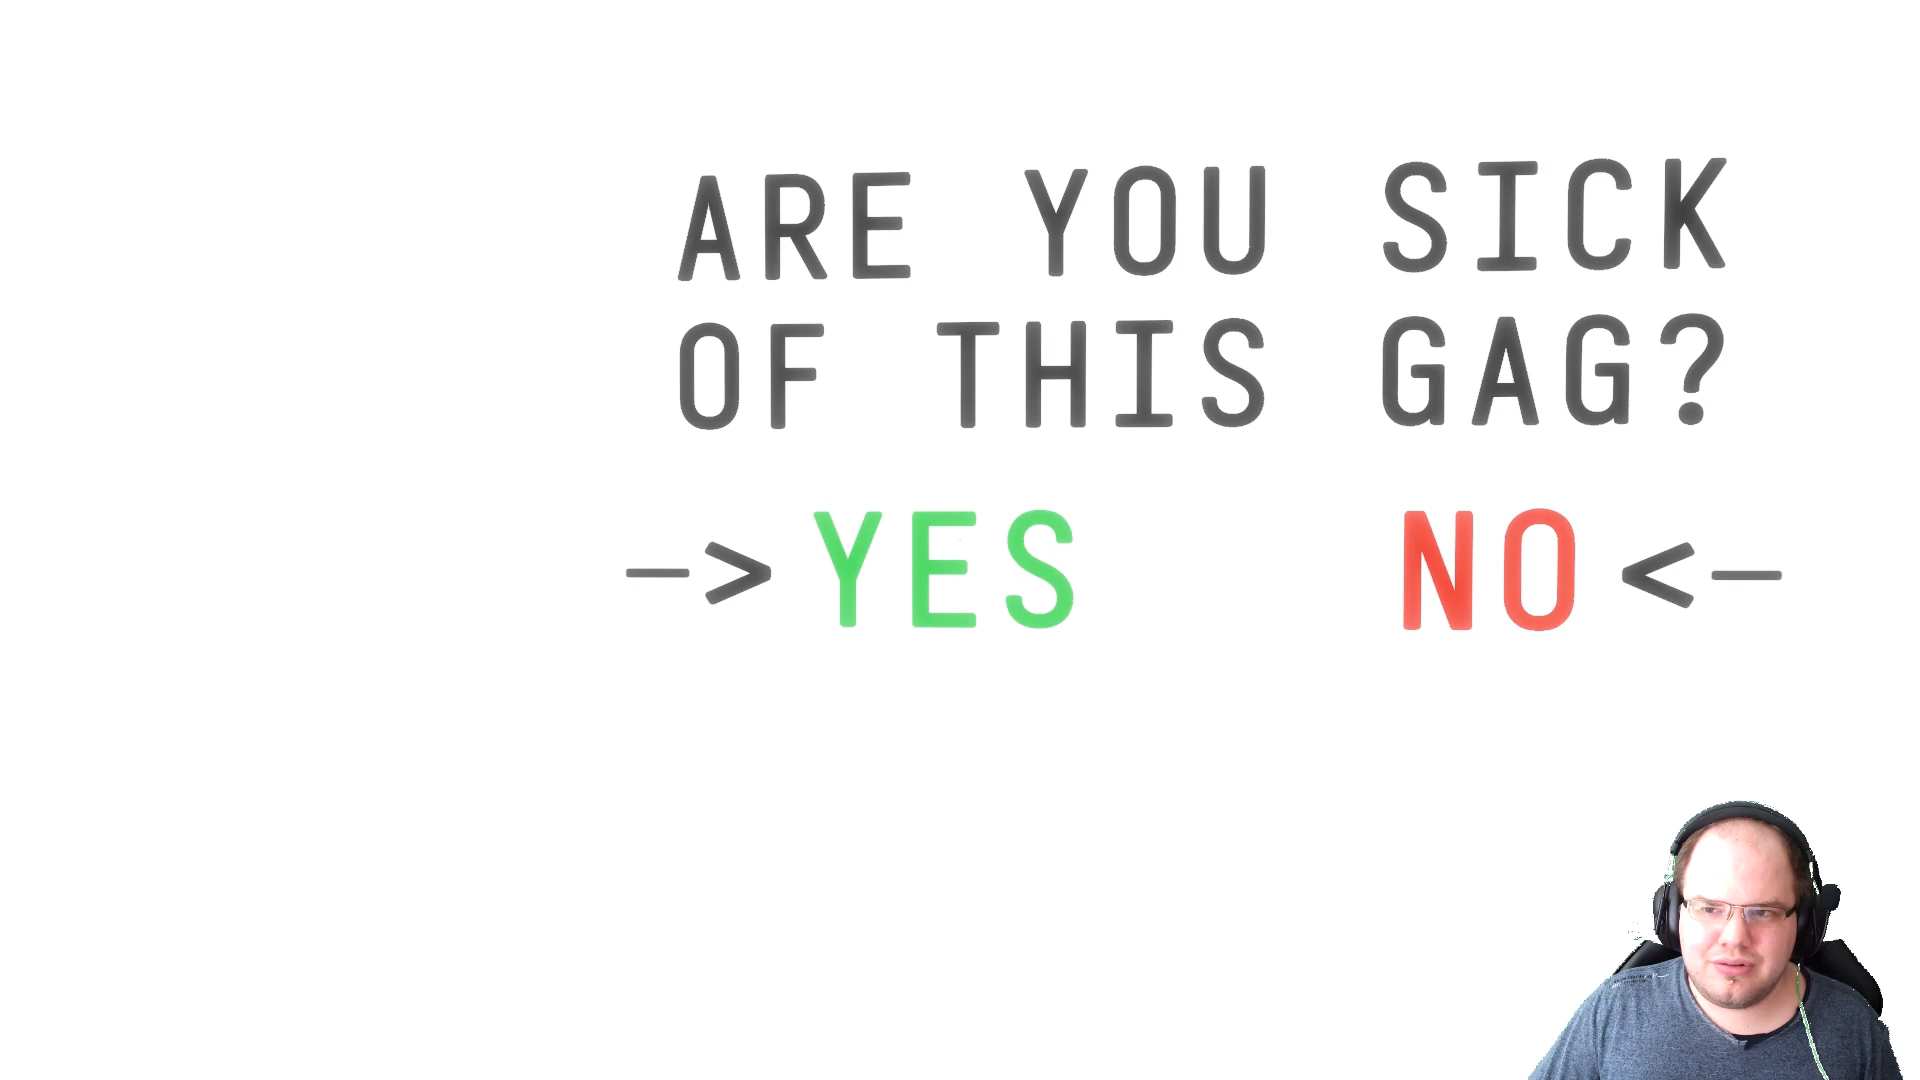 ARE YOU SICK
OF THIS GAG?
—> YES NO <—